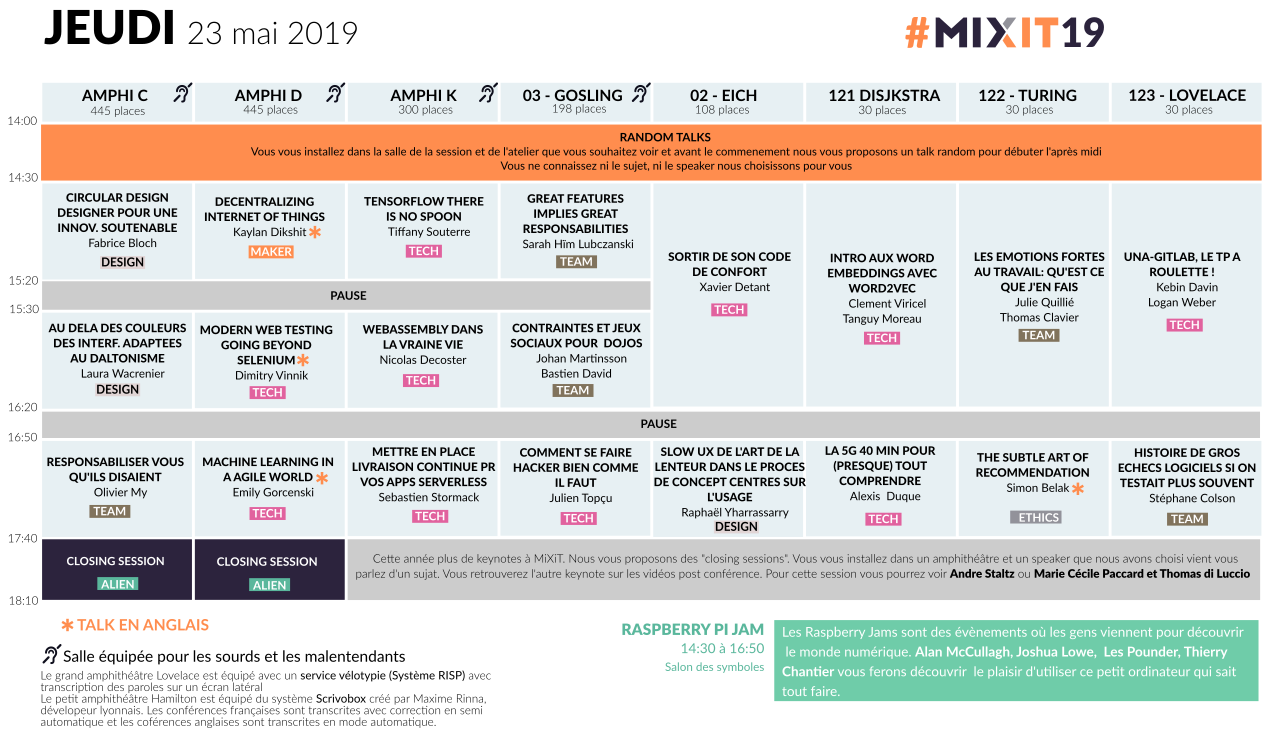 JEUDI 23 mai 2019
#MIXIT19
AMPHI C
445 places
AMPHI D
445 places
AMPHI K
300 places
03 - GOSLING
198 places
02 - EICH
108 places
121 DISJKSTRA
30 places
122 - TURING
30 places
123 - LOVELACE
30 places
14:00
RANDOM TALKS
Vous vous installez dans la salle de la session et de l'atelier que vous souhaitez voir et avant le commenement nous vous proposons un talk random pour débuter l'après midi
Vous ne connaissez ni le sujet, ni le speaker nous choisissons pour vous
14:30
CIRCULAR DESIGN
DESIGNER POUR UNE
INNOV. SOUTENABLE
Fabrice Bloch
DESIGN
DECENTRALIZING
INTERNET OF THINGS
Kaylan Dikshit *
MAKER
TENSORFLOW THERE
IS NO SPOON
Tiffany Souterre
TECH
GREAT FEATURES
IMPLIES GREAT
RESPONSABILITIES
Sarah Hïm Lubczanski
TEAM
SORTIR DE SON CODE
DE CONFORT
Xavier Detant
TECH
INTRO AUX WORD
EMBEDDINGS AVEC
WORD2VEC
Clement Viricel
Tanguy Moreau
TECH
LES EMOTIONS FORTES
AU TRAVAIL: QU'EST CE
QUE J'EN FAIS
Julie Quillié
Thomas Clavier
TEAM
UNA-GITLAB, LE TP A
ROULETTE !
Kebin Davin
Logan Weber
TECH
15:20
PAUSE
15:30
AU DELA DES COULEURS
DES INTERF. ADAPTEES
AU DALTONISME
Laura Wacrenier
DESIGN
MODERN WEB TESTING
GOING BEYOND
SELENIUM *
Dimitry Vinnik
TECH
WEBASSEMBLY DANS
LA VRAINE VIE
Nicolas Decoster
TECH
CONTRAINTES ET JEUX
SOCIAUX POUR DOJOS
Johan Martinsson
Bastien David
TEAM
16:20
PAUSE
16:50
RESPONSABILISER VOUS
QU'ILS DISAIENT
Olivier My
TEAM
MACHINE LEARNING IN
A AGILE WORLD *
Emily Gorcenski
TECH
METTRE EN PLACE
LIVRAISON CONTINUE PR
VOS APPS SERVERLESS
Sebastien Stormack
TECH
COMMENT SE FAIRE
HACKER BIEN COMME
IL FAUT
Julien Topçu
TECH
SLOW UX DE L'ART DE LA
LENTEUR DANS LE PROCES
DE CONCEPT CENTRES SUR
L'USAGE
Raphaël Yharrassarry
DESIGN
LA 5G 40 MIN POUR
(PRESQUE) TOUT
COMPRENDRE
Alexis Duque
TECH
THE SUBTLE ART OF
RECOMMENDATION
Simon Belak *
ETHICS
HISTOIRE DE GROS
ECHECS LOGICIELS SI ON
TESTAIT PLUS SOUVENT
Stéphane Colson
TEAM
17:40
CLOSING SESSION
ALIEN
CLOSING SESSION
ALIEN
Cette année plus de keynotes à MiXiT. Nous vous proposons des "closing sessions". Vous vous installez dans un amphithéâtre et un speaker que nous avons choisi vient vous
parlez d'un sujat. Vous retrouverez l'autre keynote sur les vidéos post conférence. Pour cette session vous pourrez voir Andre Staltz ou Marie Cécile Paccard et Thomas di Luccio
18:10
* TALK EN ANGLAIS
Salle équipée pour les sourds et les malentendants
Le grand amphithéâtre Lovelace est équipé avec un service vélotypie (Système RISP) avec
transcription des paroles sur un écran latéral
Le petit amphithéâtre Hamilton est équipé du système Scrivobox créé par Maxime Rinna,
dévelopeur lyonnais. Les conférences françaises sont transcrites avec correction en semi
automatique et les coférences anglaises sont transcrites en mode automatique.
RASPBERRY PI JAM
14:30 à 16:50
Salon des symboles
Les Raspberry Jams sont des évènements où les gens viennent pour découvrir
le monde numérique. Alan McCullagh, Joshua Lowe, Les Pounder, Thierry
Chantier vous ferons découvrir le plaisir d'utiliser ce petit ordinateur qui sait
tout faire.